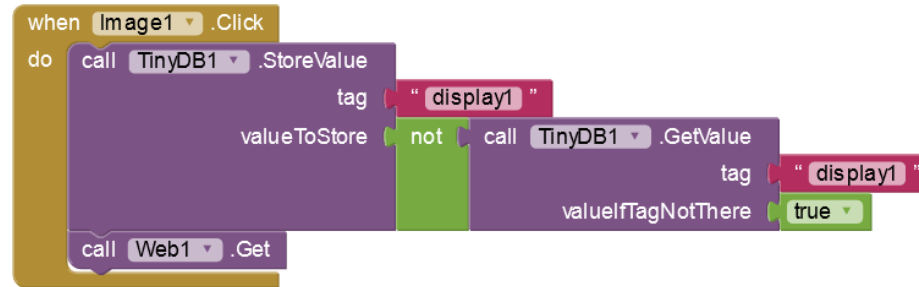 when Image1 .Click
do call TinyDB1 .StoreValue
tag “ display1 ”
valueToStore not call TinyDB1 .GetValue
tag “ display1 ”
valueIfTagNotThere true
call Web1 .Get